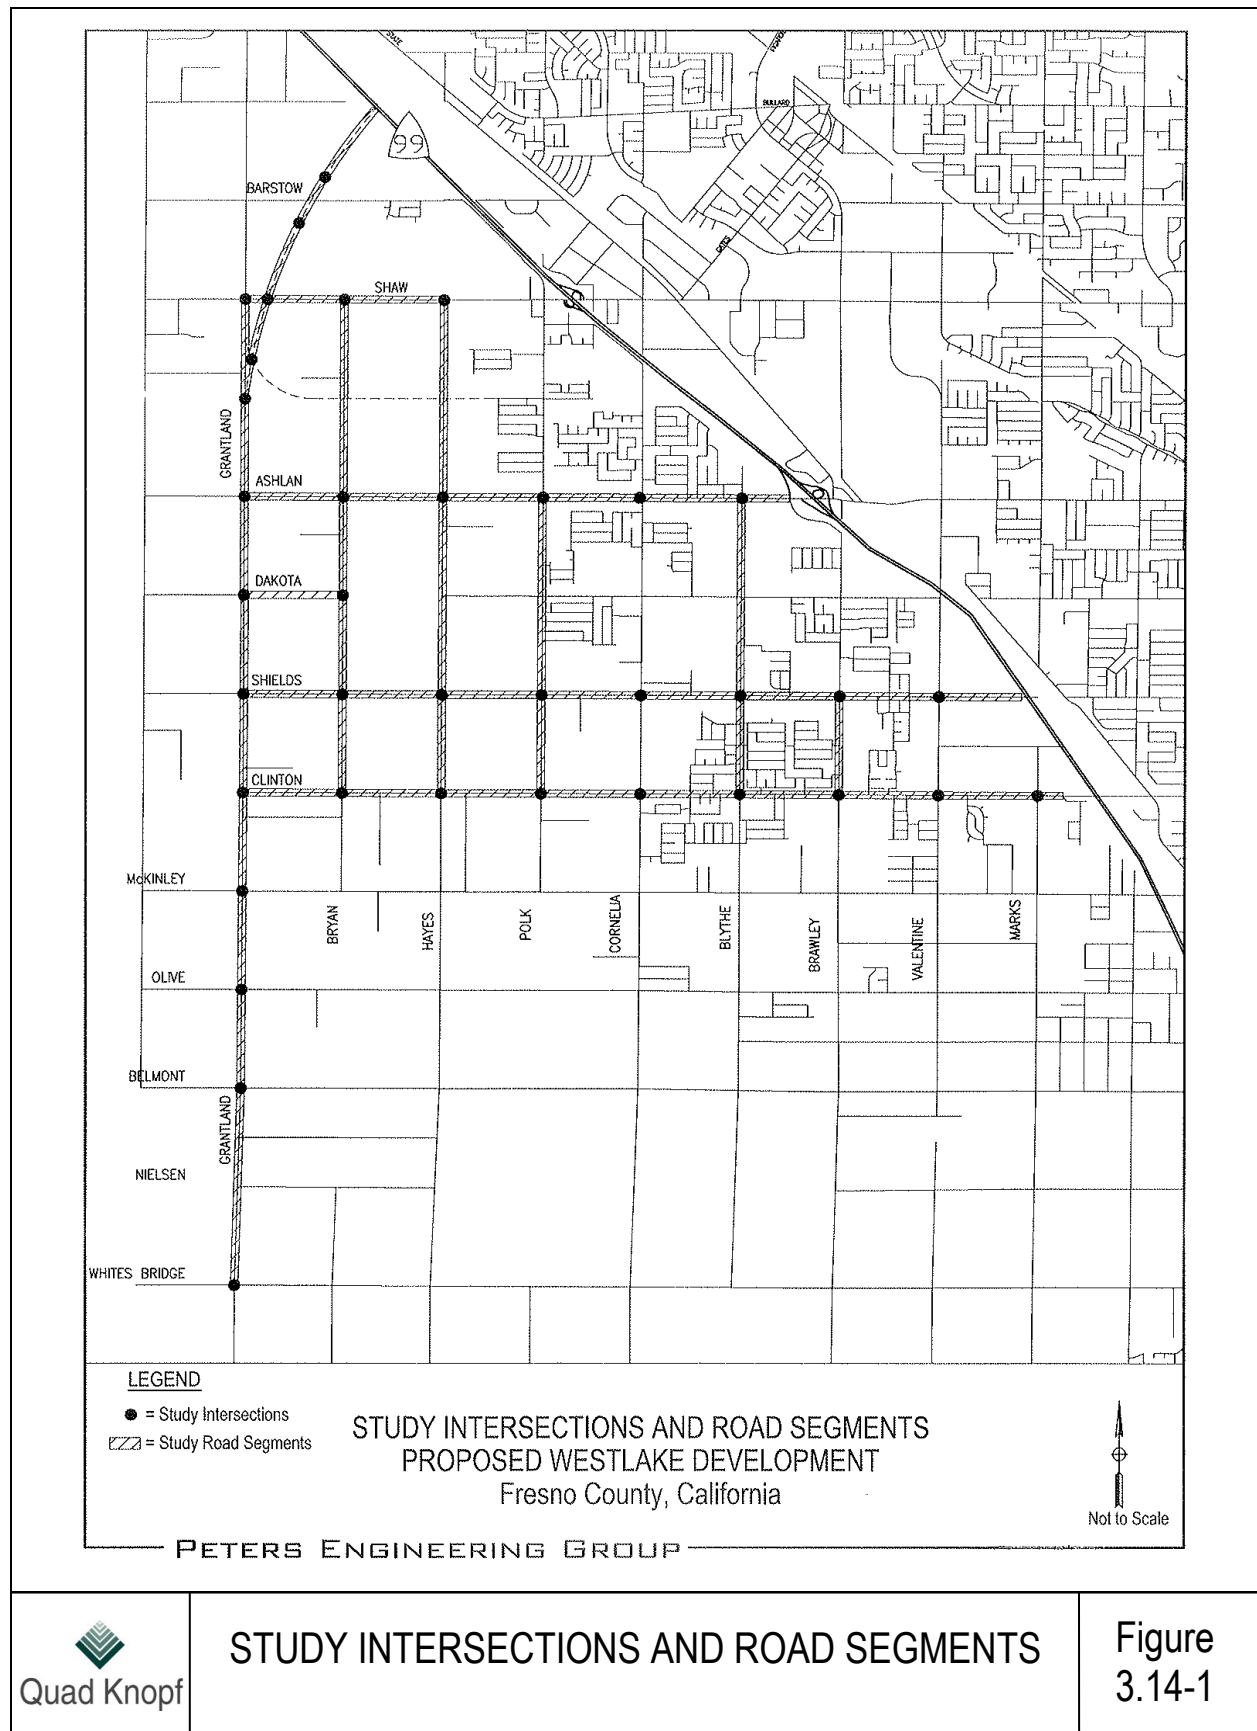 STATE
BULLARD
99
BARSTOW
GATES
SHAW
GRANTLAND
ASHLAN
DAKOTA
SHIELDS
CLINTON
McKINLEY
BRYAN
HAYES
POLK
CORNELIA
BLYTHE
BRAWLEY
VALENTINE
MARKS
OLIVE
BELMONT
GRANTLAND
NIELSEN
WHITES BRIDGE
LEGEND
= Study Intersections
= Study Road Segments
STUDY INTERSECTIONS AND ROAD SEGMENTS
PROPOSED WESTLAKE DEVELOPMENT
Fresno County, California
Not to Scale
PETERS ENGINEERING GROUP
Quad Knopf
STUDY INTERSECTIONS AND ROAD SEGMENTS
Figure
3.14-1